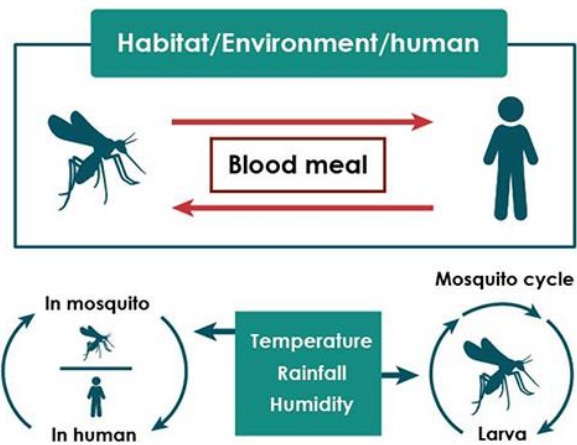 Habitat/Environment/human
Blood meal
Mosquito cycle
In mosquito
Temperature
Rainfall
Humidity
In human
Larva